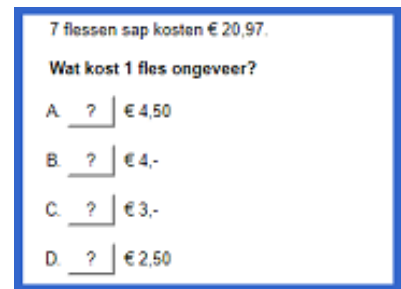 7 flessen sap kosten € 20,97.
Wat kost 1 fles ongeveer?
A. ? € 4,50
B. ? € 4,-
C. ? € 3,-
D. ? € 2,50